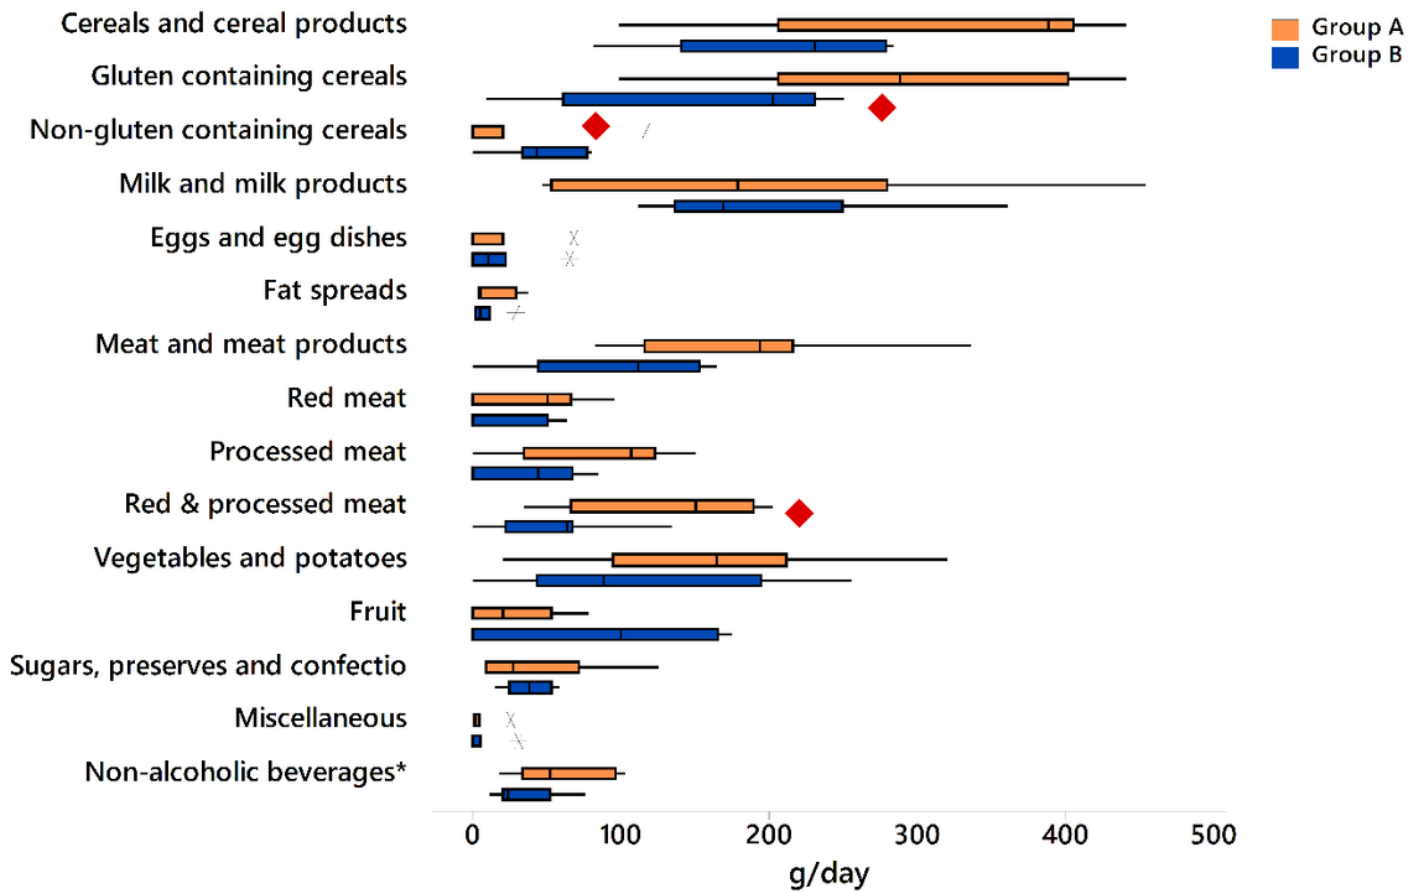 Cereals and cereal products
Group A
Group B
Gluten containing cereals
Non-gluten containing cereals
Milk and milk products
Eggs and egg dishes
Fat spreads
Meat and meat products
Red meat
Processed meat
Red & processed meat
Vegetables and potatoes
Fruit
Sugars, preserves and confectio
Miscellaneous
Non-alcoholic beverages*
0 100 200 300 400 500
g/day